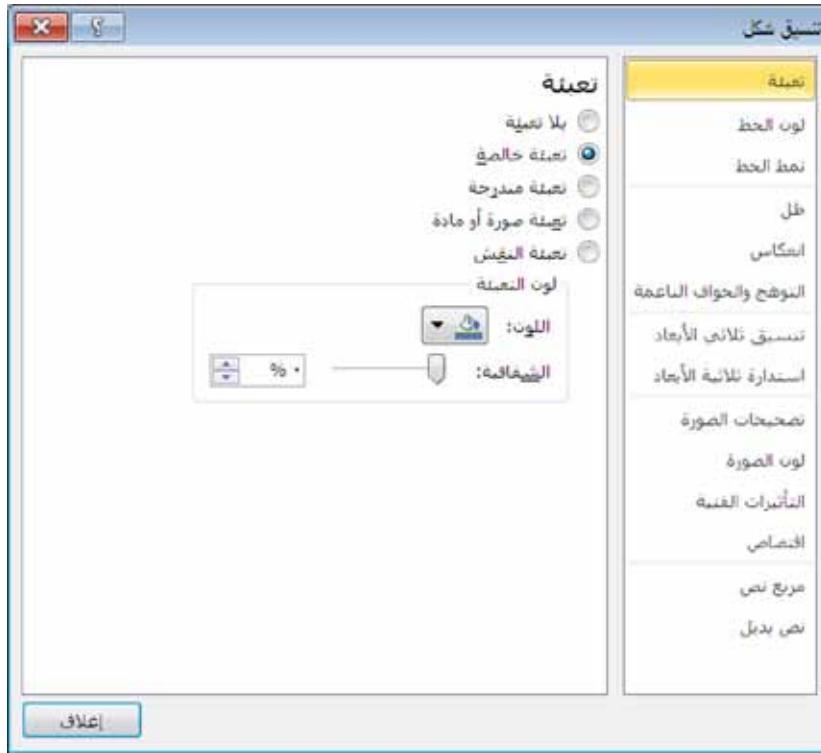 تنسيق شكل
تعبئة
لون الخط
نمط الخط
ظل
انعكاس
التوهج والحواف الناعمة
تنسيق ثلاثي الأبعاد
استدارة ثلاثية الأبعاد
تصحيحات الصورة
لون الصورة
التأثيرات الفنية
اقتصاص
مربع نص
نص بديل
تعبئة
بلا تعبئة
تعبئة خالصة
تعبئة متدرجة
تعبئة صورة أو مادة
تعبئة النقش
لون التعبئة
اللون:
الشفافية: ٠%
إغلاق